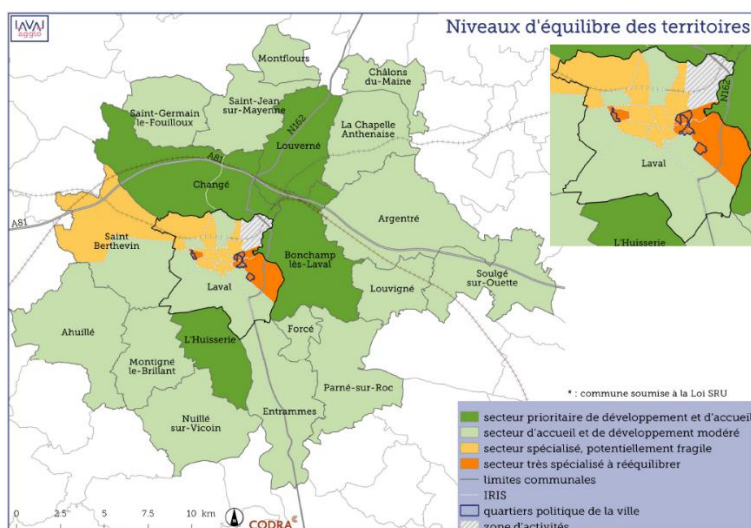 LAVAL
agglo
Niveaux d'équilibre des territoires
Montflours
Châlons
du-Maine
Saint-Germain
le-Fouilloux
Saint-Jean
sur-Mayenne
La Chapelle
Anthenaise
N162
Louverné
A81
Changé
A81
Saint
Berthevin
Argentré
Bonchamp
lès-Laval
Laval
Louvigné
Soulgé
sur-Ouette
Ahuillé
L'Huisserie
Forcé
Montigné
le-Brillant
Parné-sur-Roc
Nuillé
sur-Vicoin
Entrammes
N162
Laval
L'Huisserie
* : commune soumise à la Loi SRU
secteur prioritaire de développement et d'accueil
secteur d'accueil et de développement modéré
secteur spécialisé, potentiellement fragile
secteur très spécialisé à rééquilibrer
limites communales
IRIS
quartiers politique de la ville
zone d'activités
0 2.5 5 7.5 10 km
CODRA